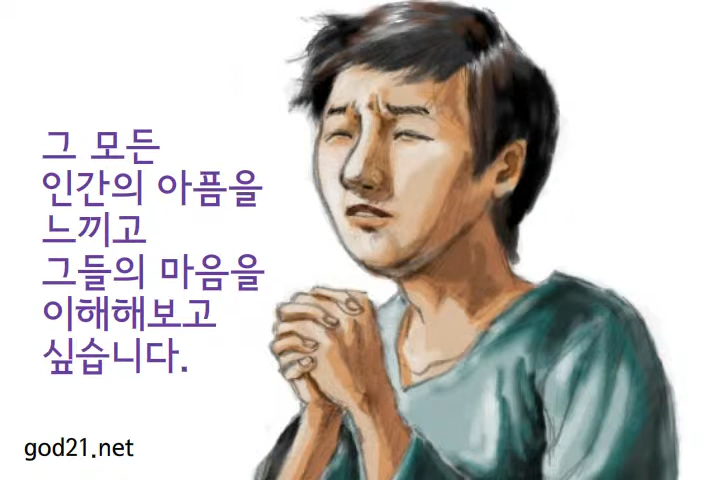 그 모든
인간의 아픔을
느끼고
그들의 마음을
이해해보고
싶습니다.
god21.net